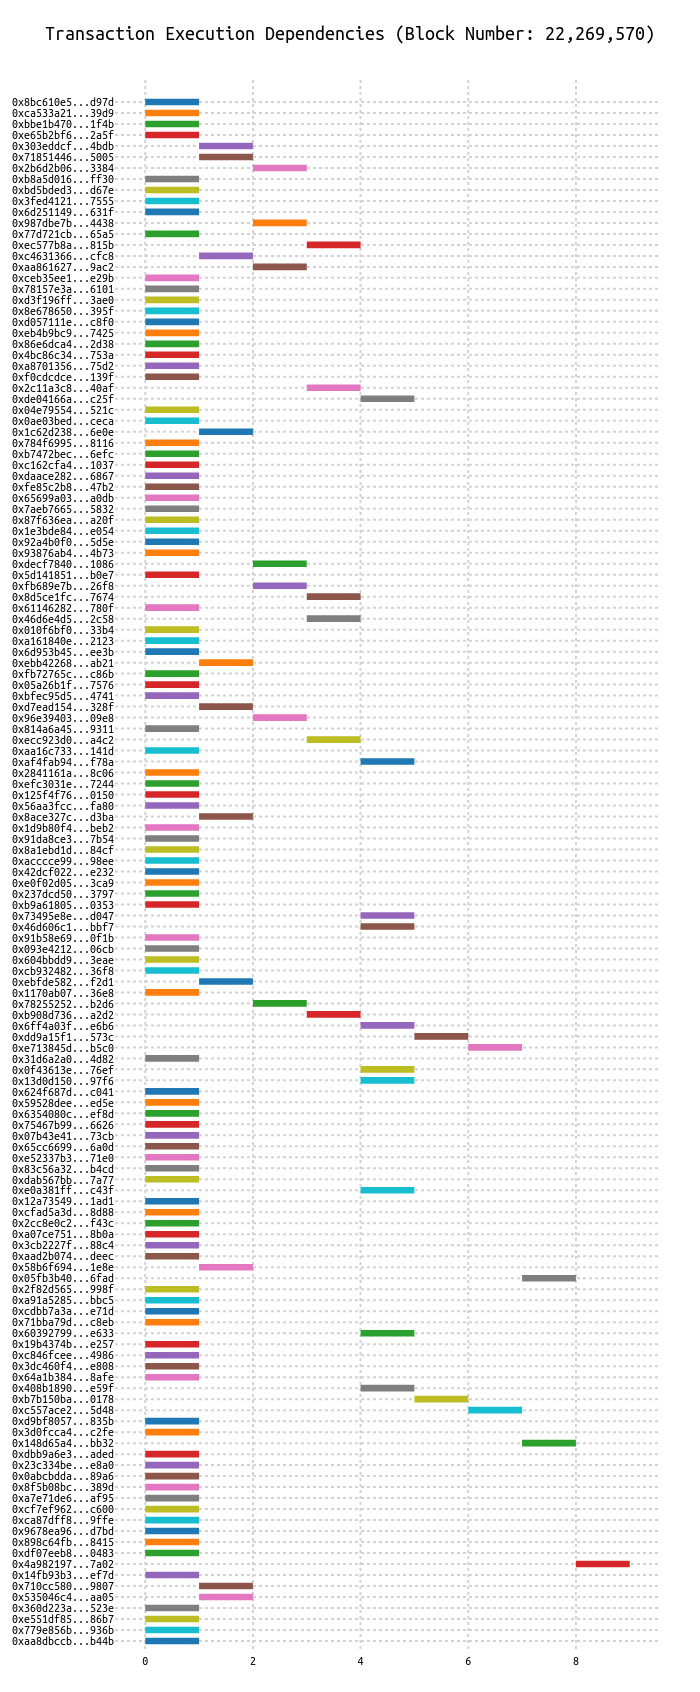 Transaction Execution Dependencies (Block Number: 22,269,570)
0x8bc610e5...d97d
0xca533a21...39d9
0xbbe1b470...1f4b
0xe65b2bf6...2a5f
0x303eddcf...4bdb
0x71851446...5005
0x2b6d2b06...3384
0xb8a5d016...ff30
0xbd5bded3...d67e
0x3fed4121...7555
0x6d251149...631f
0x987dbe7b...4438
0x77d721cb...65a5
0xec577b8a...815b
0xc4631366...cfc8
0xaa861627...9ac2
0xceb35ee1...e29b
0x78157e3a...6101
0xd3f196ff...3ae0
0x8e678650...395f
0xd057111e...c8f0
0xeb4b9bc9...7425
0x86e6dca4...2d38
0x4bc86c34...753a
0xa8701356...75d2
0xf0cdcdce...139f
0x2c11a3c8...40af
0xde04166a...c25f
0x04e79554...521c
0x0ae03bed...ceca
0x1c62d238...6e0e
0x784f6995...8116
0xb7472bec...6efc
0xc162cfa4...1037
0xdaace282...6867
0xfe85c2b8...47b2
0x65699a03...a0db
0x7aeb7665...5832
0x87f636ea...a20f
0x1e3bde84...e054
0x92a4b0f0...5d5e
0x93876ab4...4b73
0xdecf7840...1086
0x5d141851...b0e7
0xfb689e7b...26f8
0x8d5ce1fc...7674
0x61146282...780f
0x46d6e4d5...2c58
0x010f6bf0...33b4
0xa161840e...2123
0x6d953b45...ee3b
0xebb42268...ab21
0xfb72765c...c86b
0x05a26b1f...7576
0xbfec95d5...4741
0xd7ead154...328f
0x96e39403...09e8
0x814a6a45...9311
0xecc923d0...a4c2
0xaa16c733...141d
0xaf4fab94...f78a
0x2841161a...8c06
0xefc3031e...7244
0x125f4f76...0150
0x56aa3fcc...fa80
0x8ace327c...d3ba
0x1d9b80f4...beb2
0x91da8ce3...7b54
0x8a1ebd1d...84cf
0xacccce99...98ee
0x42dcf022...e232
0xe0f02d05...3ca9
0x237dcd50...3797
0xb9a61805...0353
0x73495e8e...d047
0x46d606c1...bbf7
0x91b58e69...0f1b
0x093e4212...06cb
0x604bbdd9...3eae
0xcb932482...36f8
0xebfde582...f2d1
0x1170ab07...36e8
0x78255252...b2d6
0xb908d736...a2d2
0x6ff4a03f...e6b6
0xdd9a15f1...573c
0xe713845d...b5c0
0x31d6a2a0...4d82
0x0f43613e...76ef
0x13d0d150...97f6
0x624f687d...c041
0x59528dee...ed5e
0x6354080c...ef8d
0x75467b99...6626
0x07b43e41...73cb
0x65cc6699...6a0d
0xe52337b3...71e0
0x83c56a32...b4cd
0xdab567bb...7a77
0xe0a381ff...c43f
0x12a73549...1ad1
0xcfad5a3d...8d88
0x2cc8e0c2...f43c
0xa07ce751...8b0a
0x3cb2227f...88c4
0xaad2b074...deec
0x58b6f694...1e8e
0x05fb3b40...6fad
0x2f82d565...998f
0xa91a5285...bbc5
0xcdbb7a3a...e71d
0x71bba79d...c8eb
0x60392799...e633
0x19b4374b...e257
0xc846fcee...4986
0x3dc460f4...e808
0x64a1b384...8afe
0x408b1890...e59f
0xb7b150ba...0178
0xc557ace2...5d48
0xd9bf8057...835b
0x3d0fcca4...c2fe
0x148d65a4...bb32
0xdbb9a6e3...aded
0x23c334be...e8a0
0x0abcbdda...89a6
0x8f5b08bc...389d
0xa7e71de6...af95
0xcf7ef962...c600
0xca87dff8...9ffe
0x9678ea96...d7bd
0x898c64fb...8415
0xdf07eeb8...0483
0x4a982197...7a02
0x14fb93b3...ef7d
0x710cc580...9807
0x535046c4...aa05
0x360d223a...523e
0xe551df85...86b7
0x779e856b...936b
0xaa8dbccb...b44b
0 2 4 6 8